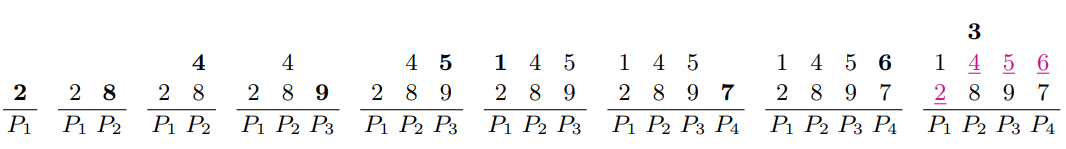 3
4 4 4 5 1 4 5 1 4 5 1 4 5 6 1 4 5 6
2 2 8 2 8 2 8 9 2 8 9 2 8 9 2 8 9 7 2 8 9 7 2 8 9 7
P₁ P₁ P₂ P₁ P₂ P₁ P₂ P₃ P₁ P₂ P₃ P₁ P₂ P₃ P₁ P₂ P₃ P₄ P₁ P₂ P₃ P₄ P₁ P₂ P₃ P₄